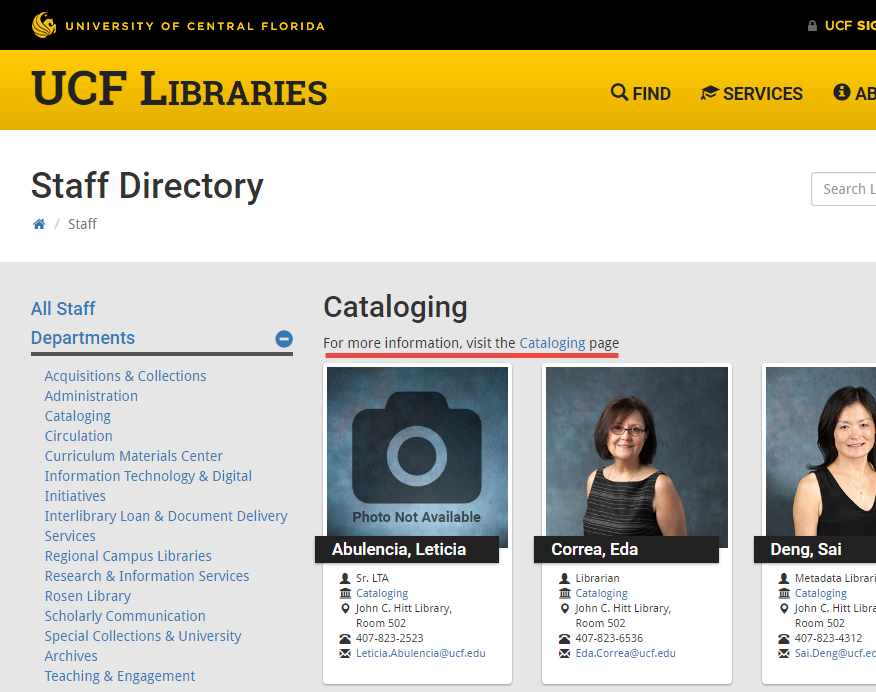 UNIVERSITY OF CENTRAL FLORIDA
UCF SIG
UCF LIBRARIES
FIND
SERVICES
AB
Staff Directory
Search L
/ Staff
All Staff
Departments
Acquisitions & Collections
Administration
Cataloging
Circulation
Curriculum Materials Center
Information Technology & Digital
Initiatives
Interlibrary Loan & Document Delivery
Services
Regional Campus Libraries
Research & Information Services
Rosen Library
Scholarly Communication
Special Collections & University
Archives
Teaching & Engagement
Cataloging
For more information, visit the Cataloging page
Photo Not Available
Abulencia, Leticia
Sr. LTA
Cataloging
John C. Hitt Library,
Room 502
407-823-2523
Leticia.Abulencia@ucf.edu
Correa, Eda
Librarian
Cataloging
John C. Hitt Library,
Room 502
407-823-6536
Eda.Correa@ucf.edu
Deng, Sai
Metadata Librari
Cataloging
John C. Hitt Libra
Room 502
407-823-4312
Sai.Deng@ucf.ed